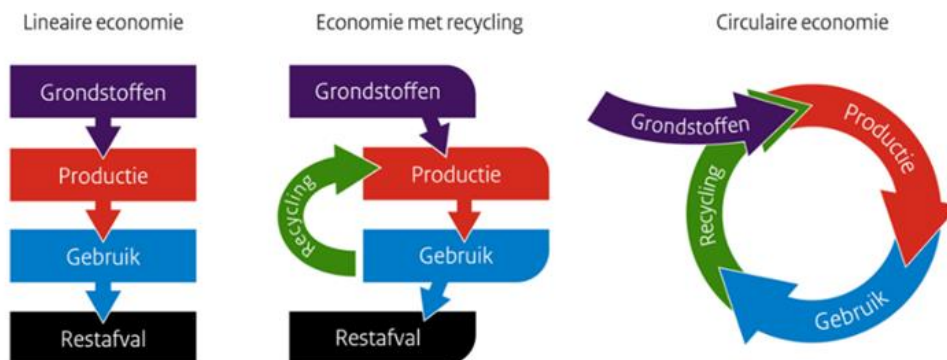 Lineaire economie
Grondstoffen
Productie
Gebruik
Restafval
Economie met recycling
Grondstoffen
Productie
Recycling
Gebruik
Restafval
Circulaire economie
Grondstoffen
Productie
Gebruik
Recycling